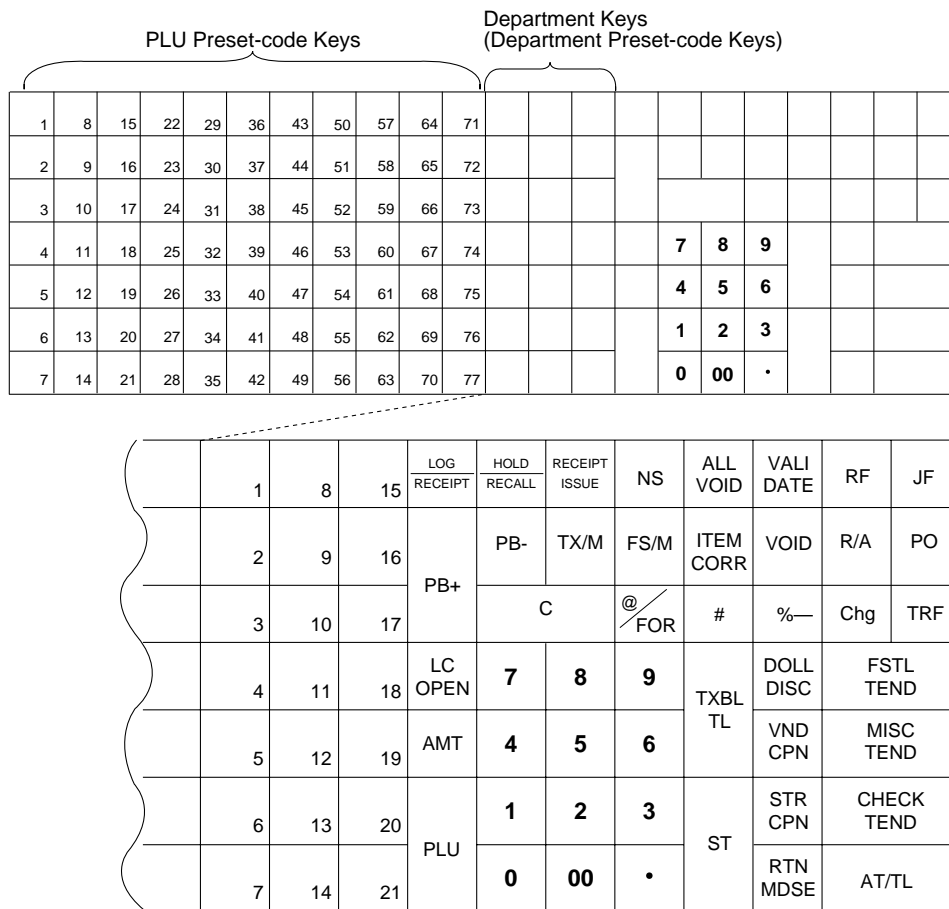 PLU Preset-code Keys
Department Keys
(Department Preset-code Keys)
1 8 15 22 29 36 43 50 57 64 71
2 9 16 23 30 37 44 51 58 65 72
3 10 17 24 31 38 45 52 59 66 73
4 11 18 25 32 39 46 53 60 67 74 7 8 9
5 12 19 26 33 40 47 54 61 68 75 4 5 6
6 13 20 27 34 41 48 55 62 69 76 1 2 3
7 14 21 28 35 42 49 56 63 70 77 0 00 •
1 8 15
LOG
RECEIPT
HOLD
RECALL
RECEIPT
ISSUE
NS
ALL
VOID
VALI
DATE
RF
JF
2 9 16
PB+
PB-
TX/M
FS/M
ITEM
CORR
VOID
R/A
PO
3 10 17
C
@
FOR
#
%—
Chg
TRF
4 11 18
LC
OPEN
7 8 9
TXBL
TL
DOLL
DISC
FSTL
TEND
5 12 19
AMT
4 5 6
VND
CPN
MISC
TEND
6 13 20
PLU
1 2 3
ST
STR
CPN
CHECK
TEND
7 14 21
0 00 •
RTN
MDSE
AT/TL